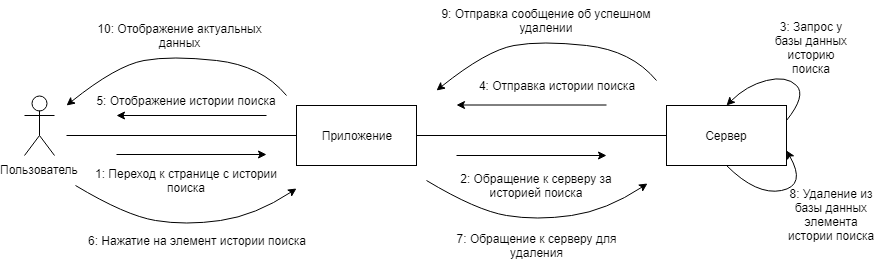 10: Отображение актуальных
данных
9: Отправка сообщение об успешном
удалении
3: Запрос у
базы данных
историю
поиска
5: Отображение истории поиска
4: Отправка истории поиска
Пользователь
Приложение
Сервер
1: Переход к странице с истории
поиска
2: Обращение к серверу за
историей поиска
8: Удаление из
базы данных
элемента
истории поиска
6: Нажатие на элемент истории поиска
7: Обращение к серверу для
удаления